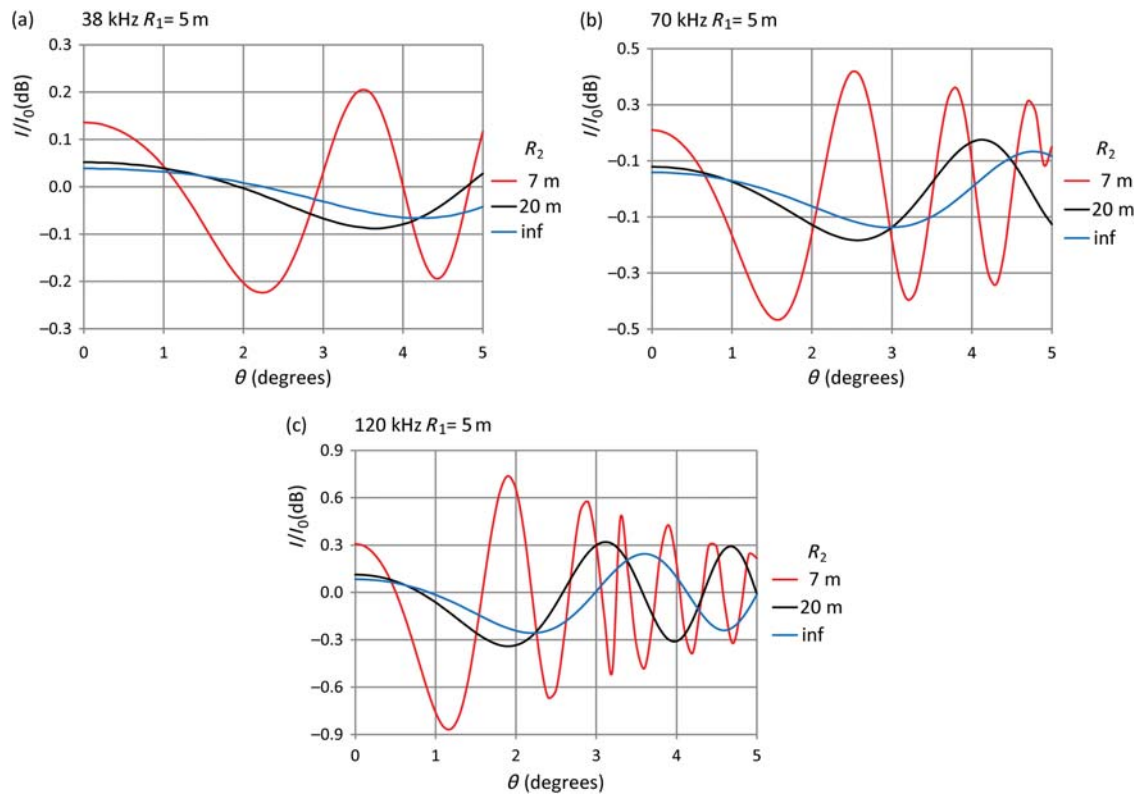 (a) 38 kHz R₁= 5 m
I/I₀(dB)
0.3
0.2
0.1
0.0
−0.1
−0.2
−0.3
0 1 2 3 4 5
θ (degrees)
R₂
7 m
20 m
inf
(b) 70 kHz R₁= 5 m
I/I₀(dB)
0.5
0.3
−0.1
−0.1
−0.3
−0.5
0 1 2 3 4 5
θ (degrees)
R₂
7 m
20 m
inf
(c) 120 kHz R₁= 5 m
I/I₀(dB)
0.9
0.6
0.3
0.0
−0.3
−0.6
−0.9
0 1 2 3 4 5
θ (degrees)
R₂
7 m
20 m
inf